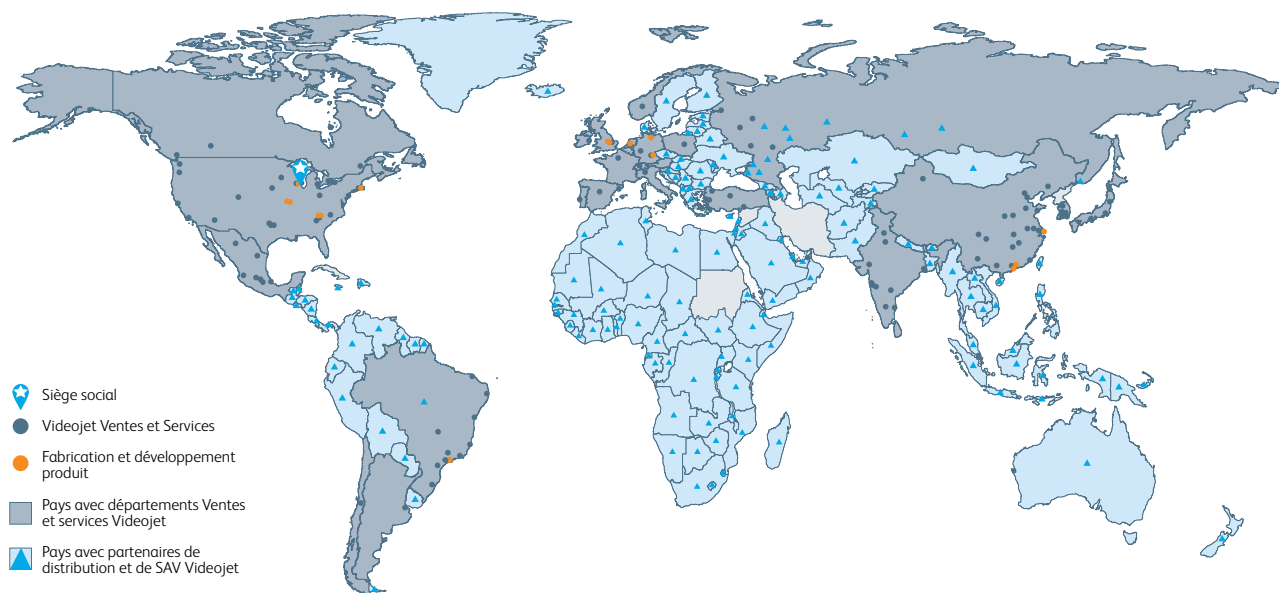 Siège social
Videojet Ventes et Services
Fabrication et développement
produit
Pays avec départements Ventes
et services Videojet
Pays avec partenaires de
distribution et de SAV Videojet